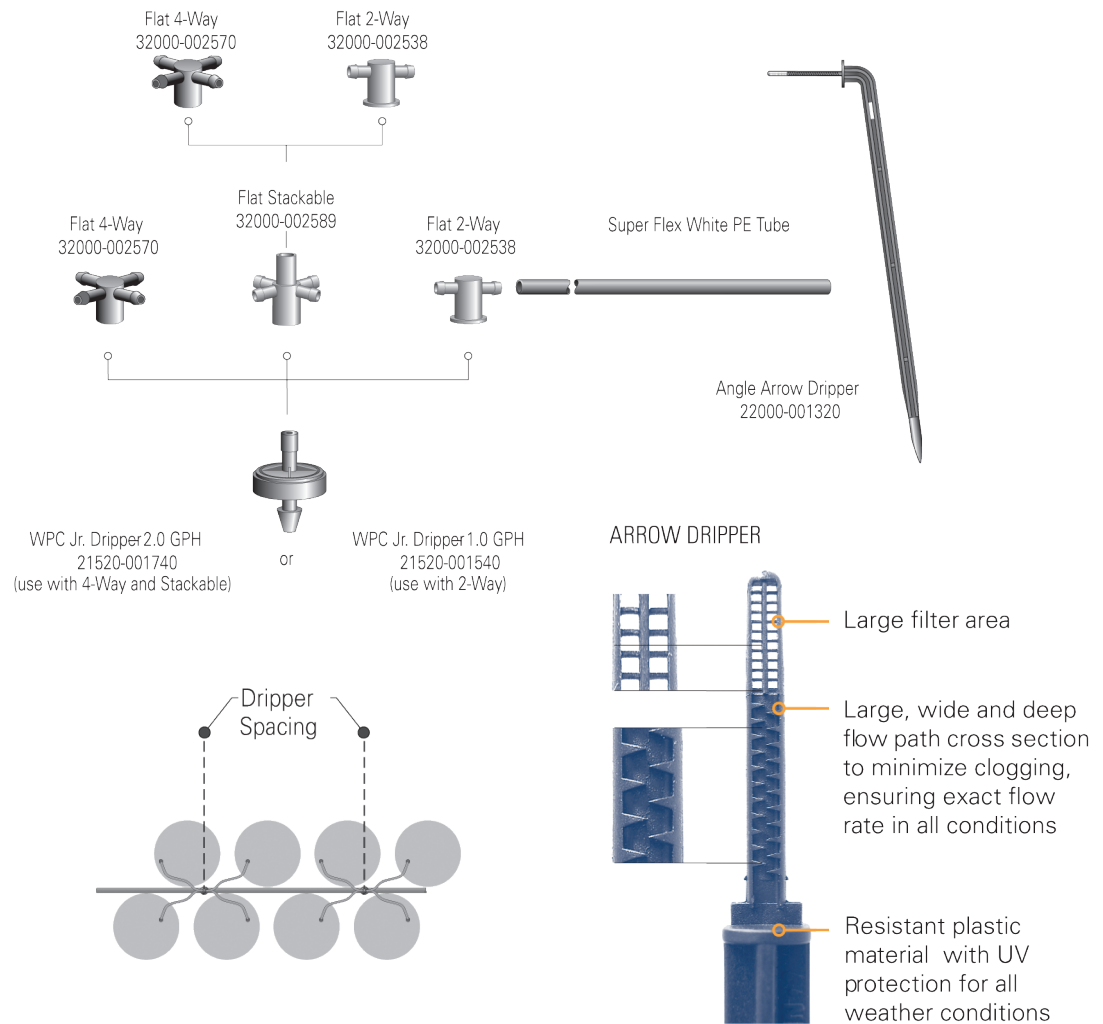 Flat 4-Way
32000-002570
Flat 2-Way
32000-002538
Flat Stackable
32000-002589
Flat 4-Way
32000-002570
Flat 2-Way
32000-002538
Super Flex White PE Tube
Angle Arrow Dripper
22000-001320
WPC Jr. Dripper 2.0 GPH
21520-001740
(use with 4-Way and Stackable)
or
WPC Jr. Dripper 1.0 GPH
21520-001540
(use with 2-Way)
ARROW DRIPPER
Large filter area
Large, wide and deep
flow path cross section
to minimize clogging,
ensuring exact flow
rate in all conditions
Resistant plastic
material with UV
protection for all
weather conditions
Dripper
Spacing